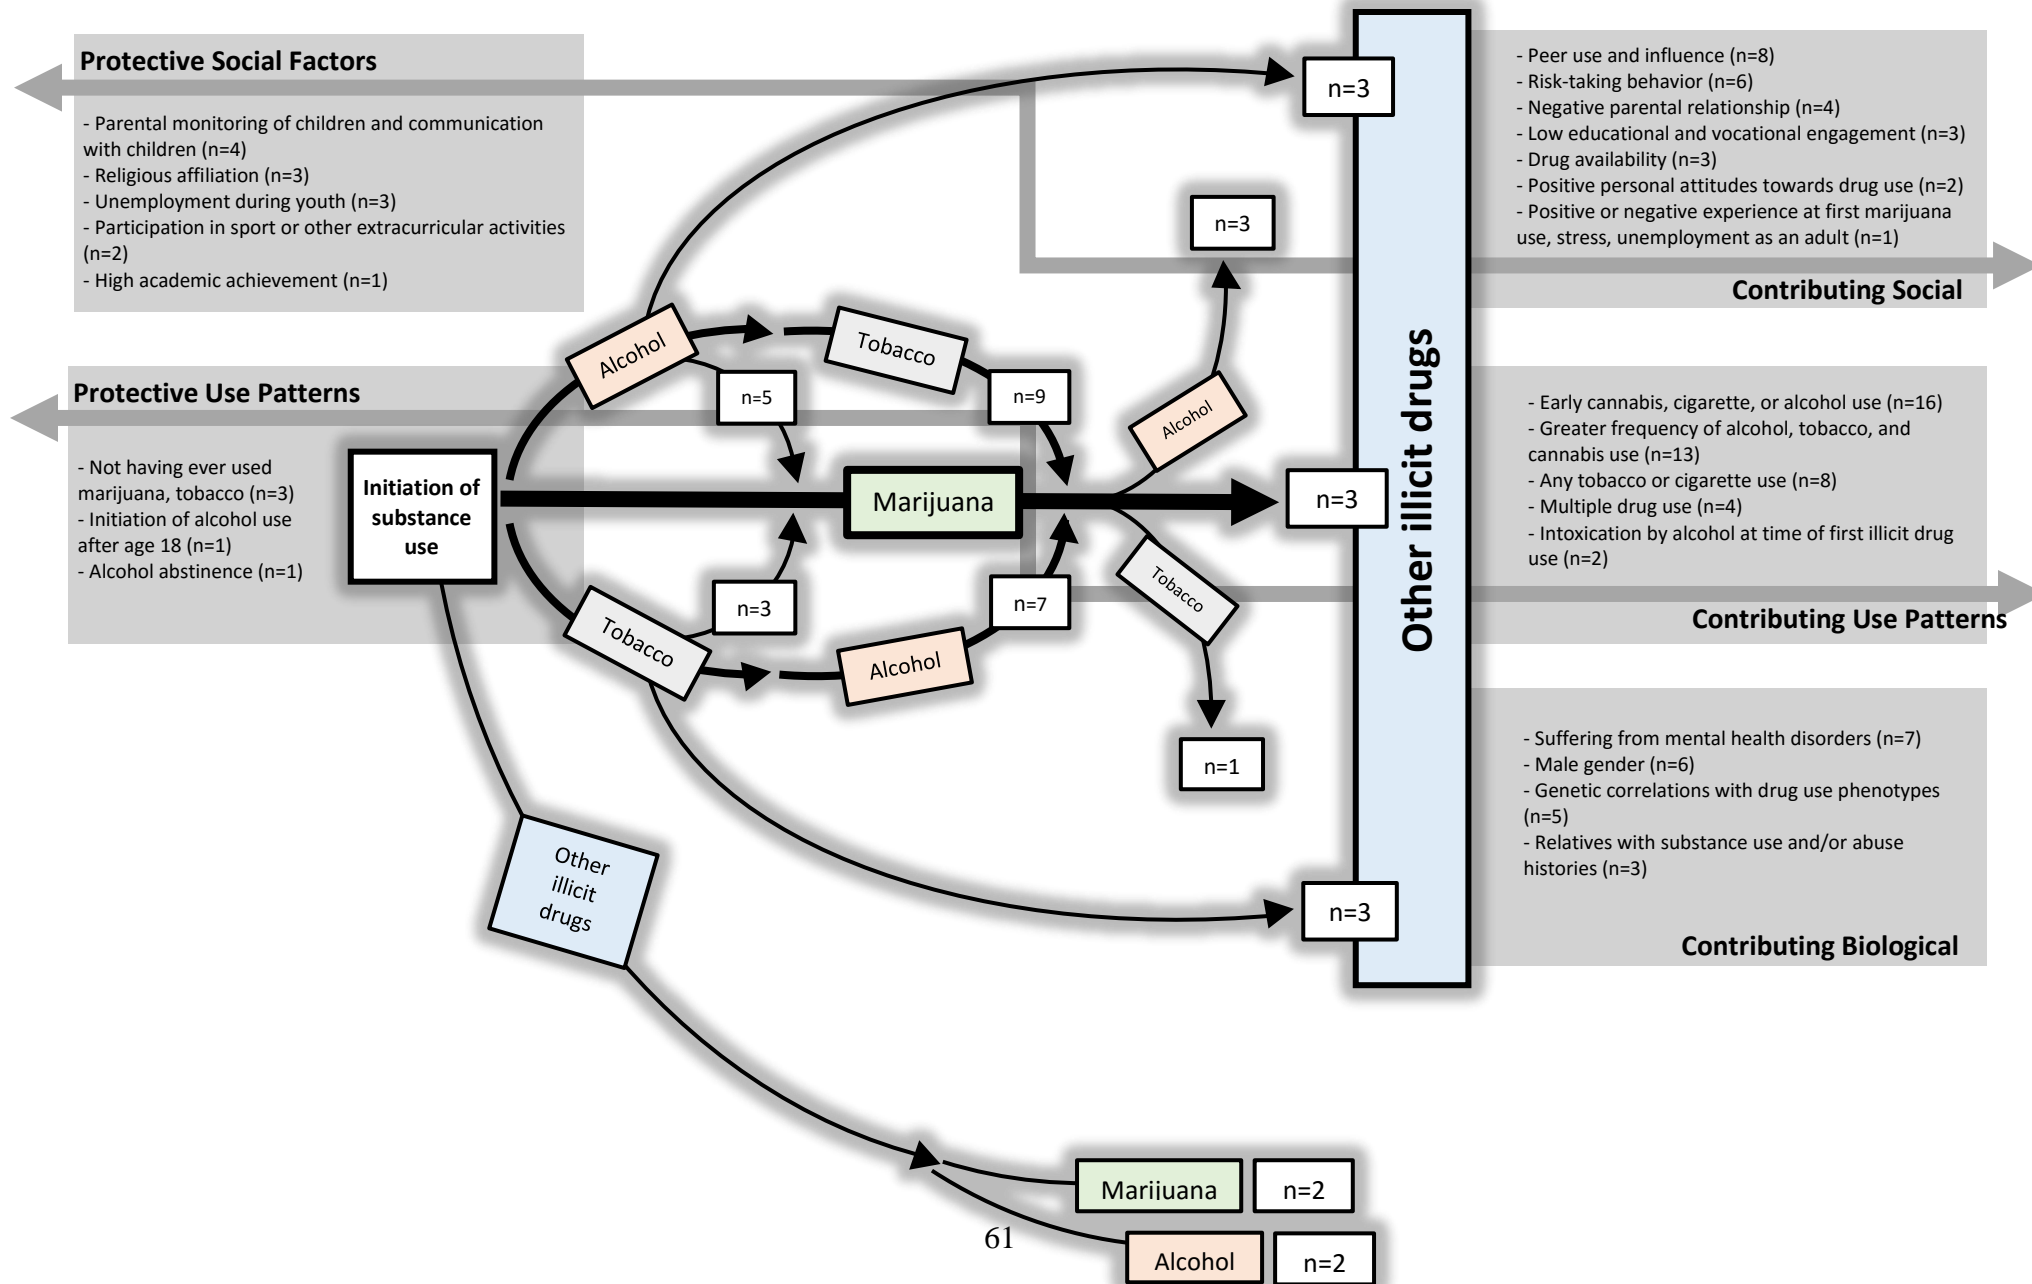 Protective Social Factors
- Parental monitoring of children and communication
with children (n=4)
- Religious affiliation (n=3)
- Unemployment during youth (n=3)
- Participation in sport or other extracurricular activities
(n=2)
- High academic achievement (n=1)
Protective Use Patterns
- Not having ever used
marijuana, tobacco (n=3)
- Initiation of alcohol use
after age 18 (n=1)
- Alcohol abstinence (n=1)
Initiation of
substance
use
Alcohol
Tobacco
n=5
n=9
Marijuana
n=3
n=7
Tobacco
Alcohol
Alcohol
n=3
Tobacco
n=1
n=3
n=3
n=3
Other illicit drugs
- Peer use and influence (n=8)
- Risk-taking behavior (n=6)
- Negative parental relationship (n=4)
- Low educational and vocational engagement (n=3)
- Drug availability (n=3)
- Positive personal attitudes towards drug use (n=2)
- Positive or negative experience at first marijuana
use, stress, unemployment as an adult (n=1)
Contributing Social
- Early cannabis, cigarette, or alcohol use (n=16)
- Greater frequency of alcohol, tobacco, and
cannabis use (n=13)
- Any tobacco or cigarette use (n=8)
- Multiple drug use (n=4)
- Intoxication by alcohol at time of first illicit drug
use (n=2)
Contributing Use Patterns
- Suffering from mental health disorders (n=7)
- Male gender (n=6)
- Genetic correlations with drug use phenotypes
(n=5)
- Relatives with substance use and/or abuse
histories (n=3)
Contributing Biological
Other
illicit
drugs
Marijuana
n=2
61
Alcohol
n=2